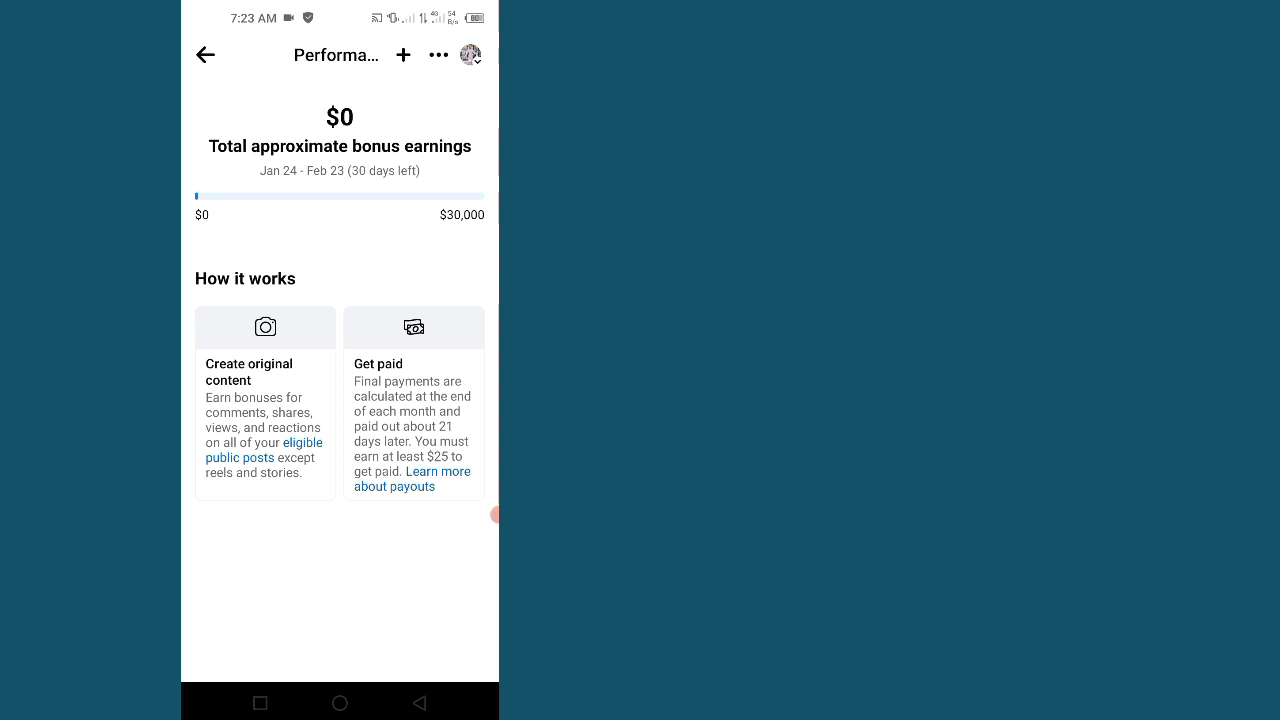 7:23 AM 4G 54 B/s 80
Performa...
$0
Total approximate bonus earnings
Jan 24 - Feb 23 (30 days left)
$0 $30,000
How it works
Create original
content
Earn bonuses for
comments, shares,
views, and reactions
on all of your eligible
public posts except
reels and stories.
Get paid
Final payments are
calculated at the end
of each month and
paid out about 21
days later. You must
earn at least $25 to
get paid. Learn more
about payouts